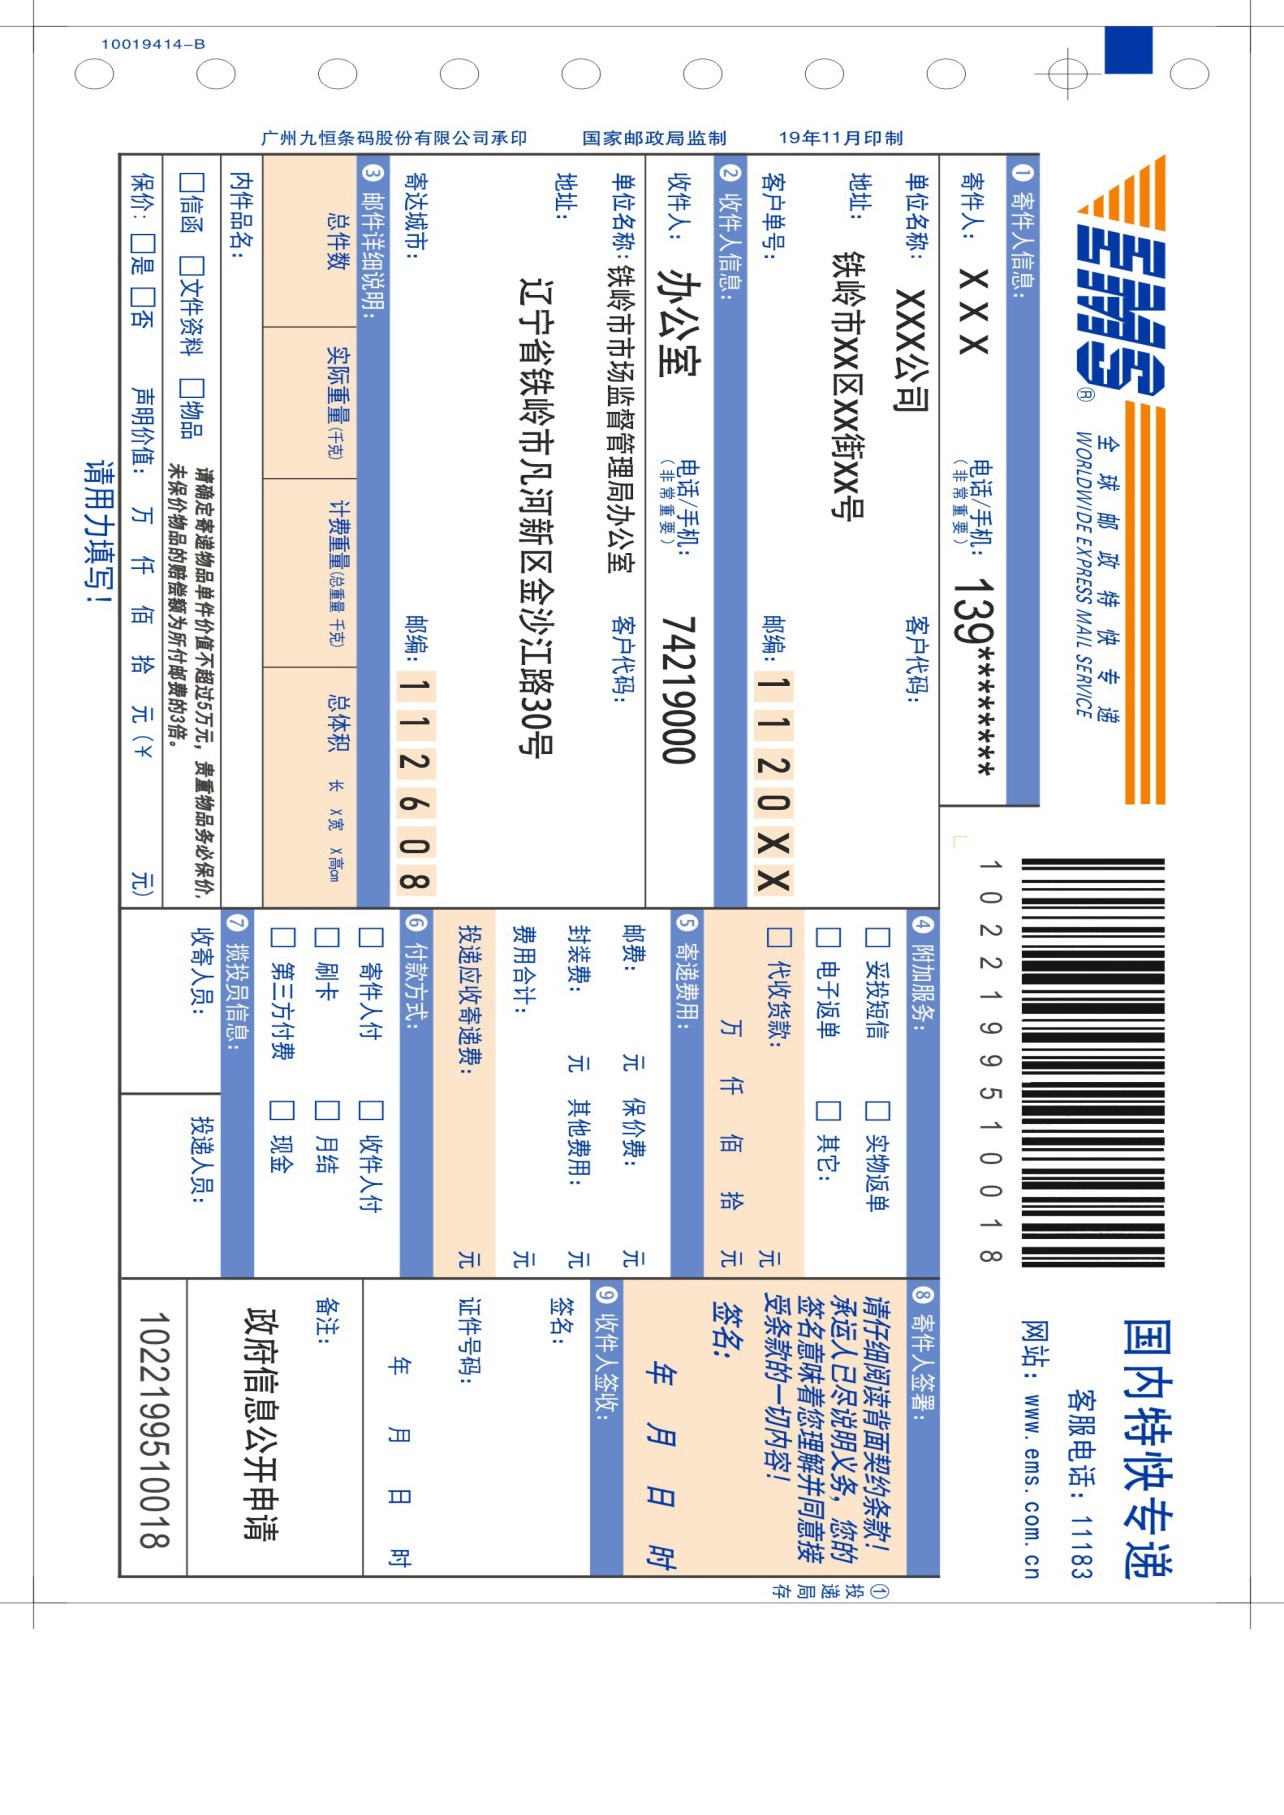 10019414-B
广州九恒条码股份有限公司承印 国家邮政局监制 19年11月印制
EMS®
全球邮政特快专递
WORLDWIDE EXPRESS MAIL SERVICE
1022199510018
国内特快专递
客服电话：11183
网站：www.ems.com.cn
❶ 寄件人信息：
寄件人： XXX 电话/手机： 139********
（非常重要）
单位名称： XXX公司 客户代码：
地址： 铁岭市XX区XX街XX号
客户单号： 邮编： 1120XX
❷ 收件人信息：
收件人： 办公室 电话/手机： 74219000
（非常重要）
单位名称：铁岭市市场监督管理局办公室 客户代码：
地址： 辽宁省铁岭市凡河新区金沙江路30号
寄达城市： 邮编： 112608
❸ 邮件详细说明：
总件数 实际重量(千克) 计费重量(总重量 千克) 总体积 长 X宽 X高cm
内件品名：
□信函 □文件资料 □物品
请确定寄递物品单件价值不超过5万元，贵重物品务必保价，
未保价物品的赔偿额为所付邮费的3倍。
保价：□是 □否 声明价值： 万 仟 佰 拾 元（￥ 元）
请用力填写！
❹ 附加服务：
□ 妥投短信 □ 实物返单
□ 电子返单 □ 其它：
□ 代收货款： 元
万 仟 佰 拾 元
❺ 寄递费用：
邮费： 元 保价费： 元
封装费： 元 其他费用： 元
费用合计： 元
投递应收寄递费： 元
❻ 付款方式：
□ 寄件人付 □ 收件人付
□ 刷卡 □ 月结
□ 第三方付费 □ 现金
❼ 揽投员信息：
收寄人员： 投递人员：
❽ 寄件人签署：
请仔细阅读背面契约条款！
承运人已尽说明义务，您的
签名意味着您理解并同意接
受条款的一切内容！
签名：
年 月 日 时
❾ 收件人签收：
签名：
证件号码：
年 月 日 时
备注：
政府信息公开申请
1022199510018
①投递局存